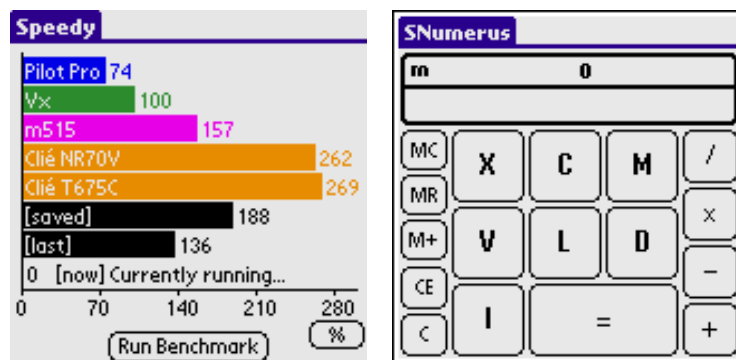 Speedy
Pilot Pro 74
Vx 100
m515 157
Clié NR70V 262
Clié T675C 269
[saved] 188
[last] 136
0 [now] Currently running...
0 70 140 210 280
Run Benchmark %
SNumerus
m 0
MC X C M /
MR
M+ V L D x
CE I = −
C +